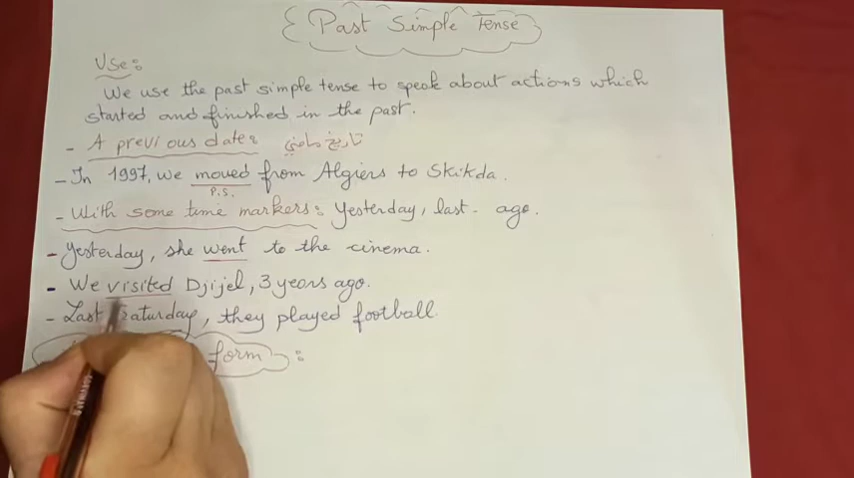 Past Simple Tense
Use:
We use the past simple tense to speak about actions which
started and finished in the past.
- A previous date: تاريخ ماضي
- In 1997, we moved from Algiers to Skikda.
P.S.
- With some time markers: Yesterday, last - ago.
- Yesterday, she went to the cinema.
- We visited Djijel, 3 years ago.
- Last Saturday, they played football.
form :